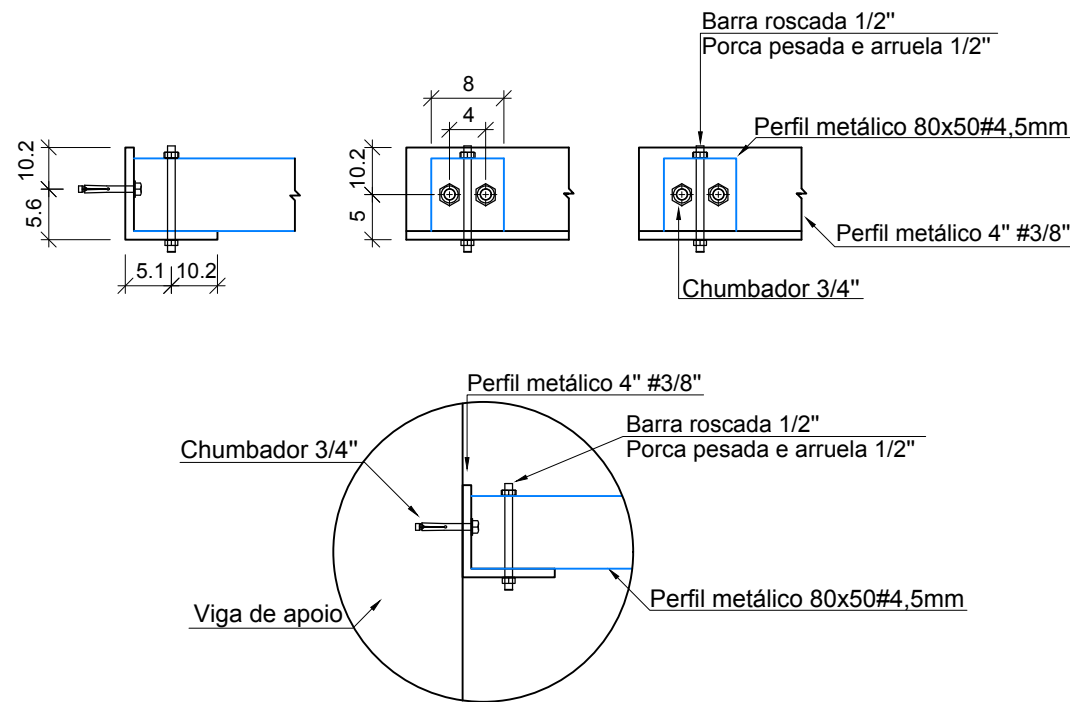 Barra roscada 1/2"
Porca pesada e arruela 1/2"
8
4
Perfil metálico 80x50#4,5mm
10.2
5.6
10.2
5
Perfil metálico 4" #3/8"
5.1
10.2
Chumbador 3/4"
Perfil metálico 4" #3/8"
Barra roscada 1/2"
Porca pesada e arruela 1/2"
Chumbador 3/4"
Perfil metálico 80x50#4,5mm
Viga de apoio